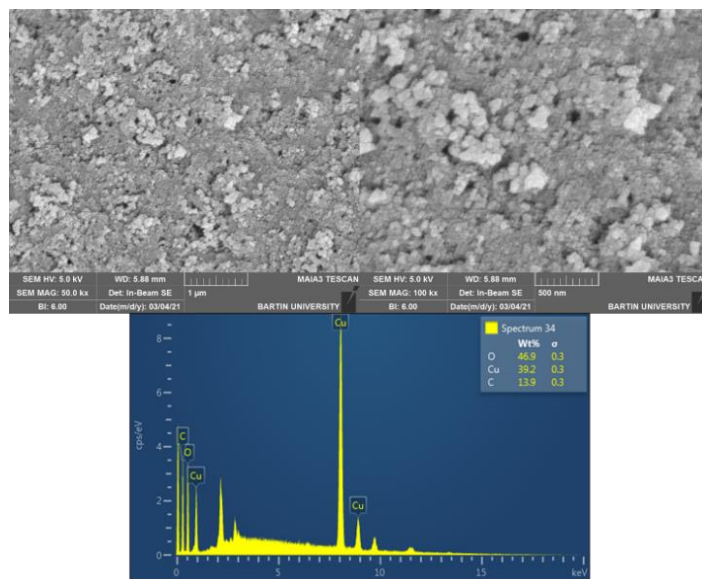 SEM HV: 5.0 kV WD: 5.88 mm MAIA3 TESCAN
SEM MAG: 50.0 kx Det: In-Beam SE 1 µm
BI: 6.00 Date(m/d/y): 03/04/21 BARTIN UNIVERSITY
SEM HV: 5.0 kV WD: 5.88 mm MAIA3 TESCA
SEM MAG: 100 kx Det: In-Beam SE 500 nm
BI: 6.00 Date(m/d/y): 03/04/21 BARTIN UNIVERSITY
Cu
Spectrum 34
Wt% σ
O 46.9 0.3
Cu 39.2 0.3
C 13.9 0.3
8
6
cps/eV
4
C
O
Cu
2
Cu
0
0 5 10 15 keV